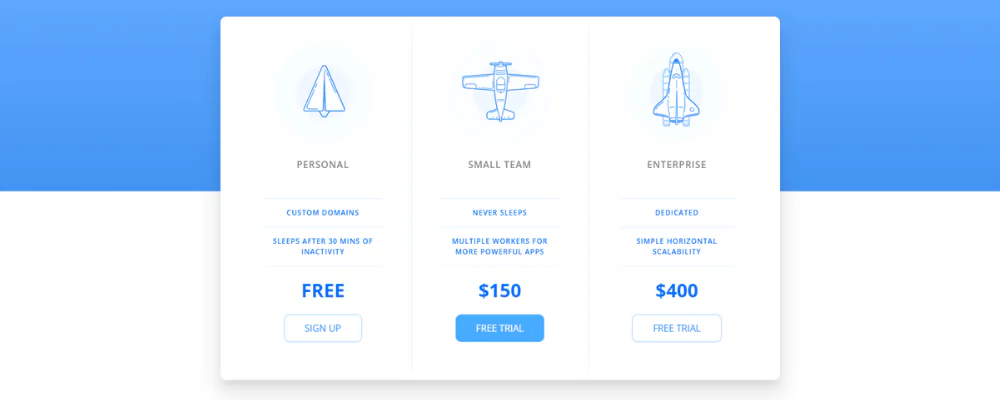 PERSONAL
CUSTOM DOMAINS
SLEEPS AFTER 30 MINS OF
INACTIVITY
FREE
SIGN UP
SMALL TEAM
NEVER SLEEPS
MULTIPLE WORKERS FOR
MORE POWERFUL APPS
$150
FREE TRIAL
ENTERPRISE
DEDICATED
SIMPLE HORIZONTAL
SCALABILITY
$400
FREE TRIAL